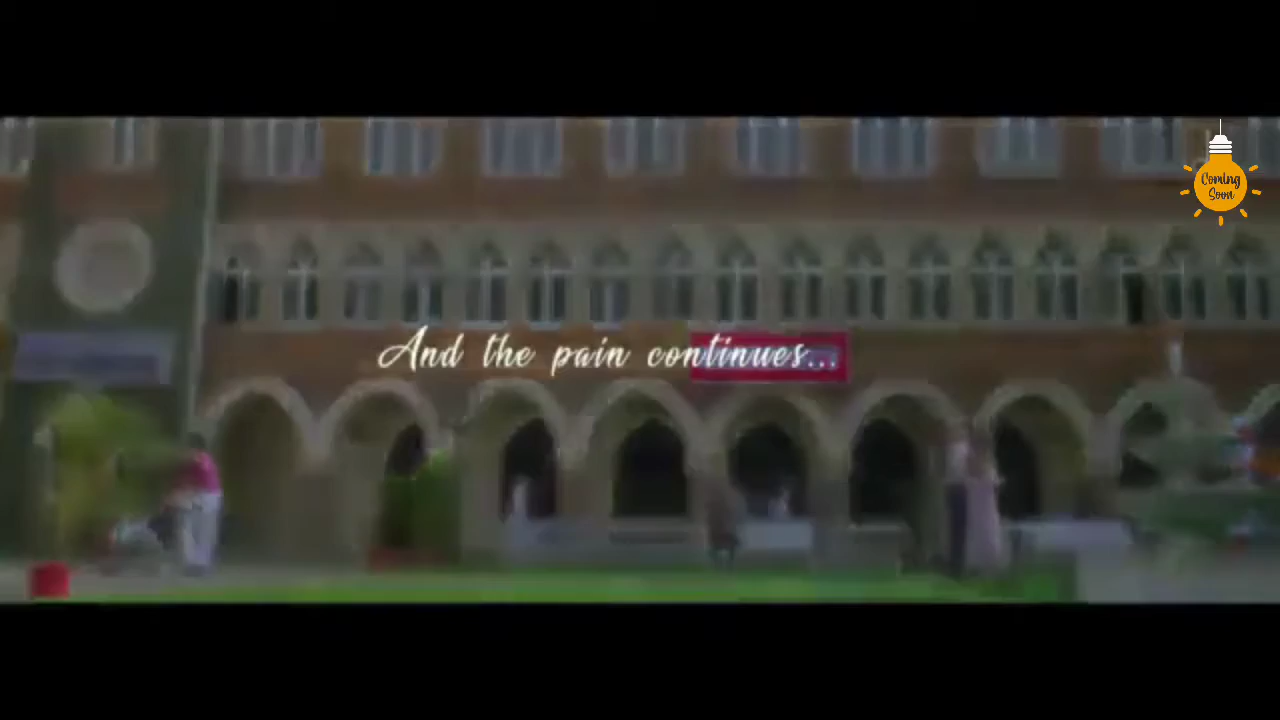 Coming
Soon
And the pain continues...